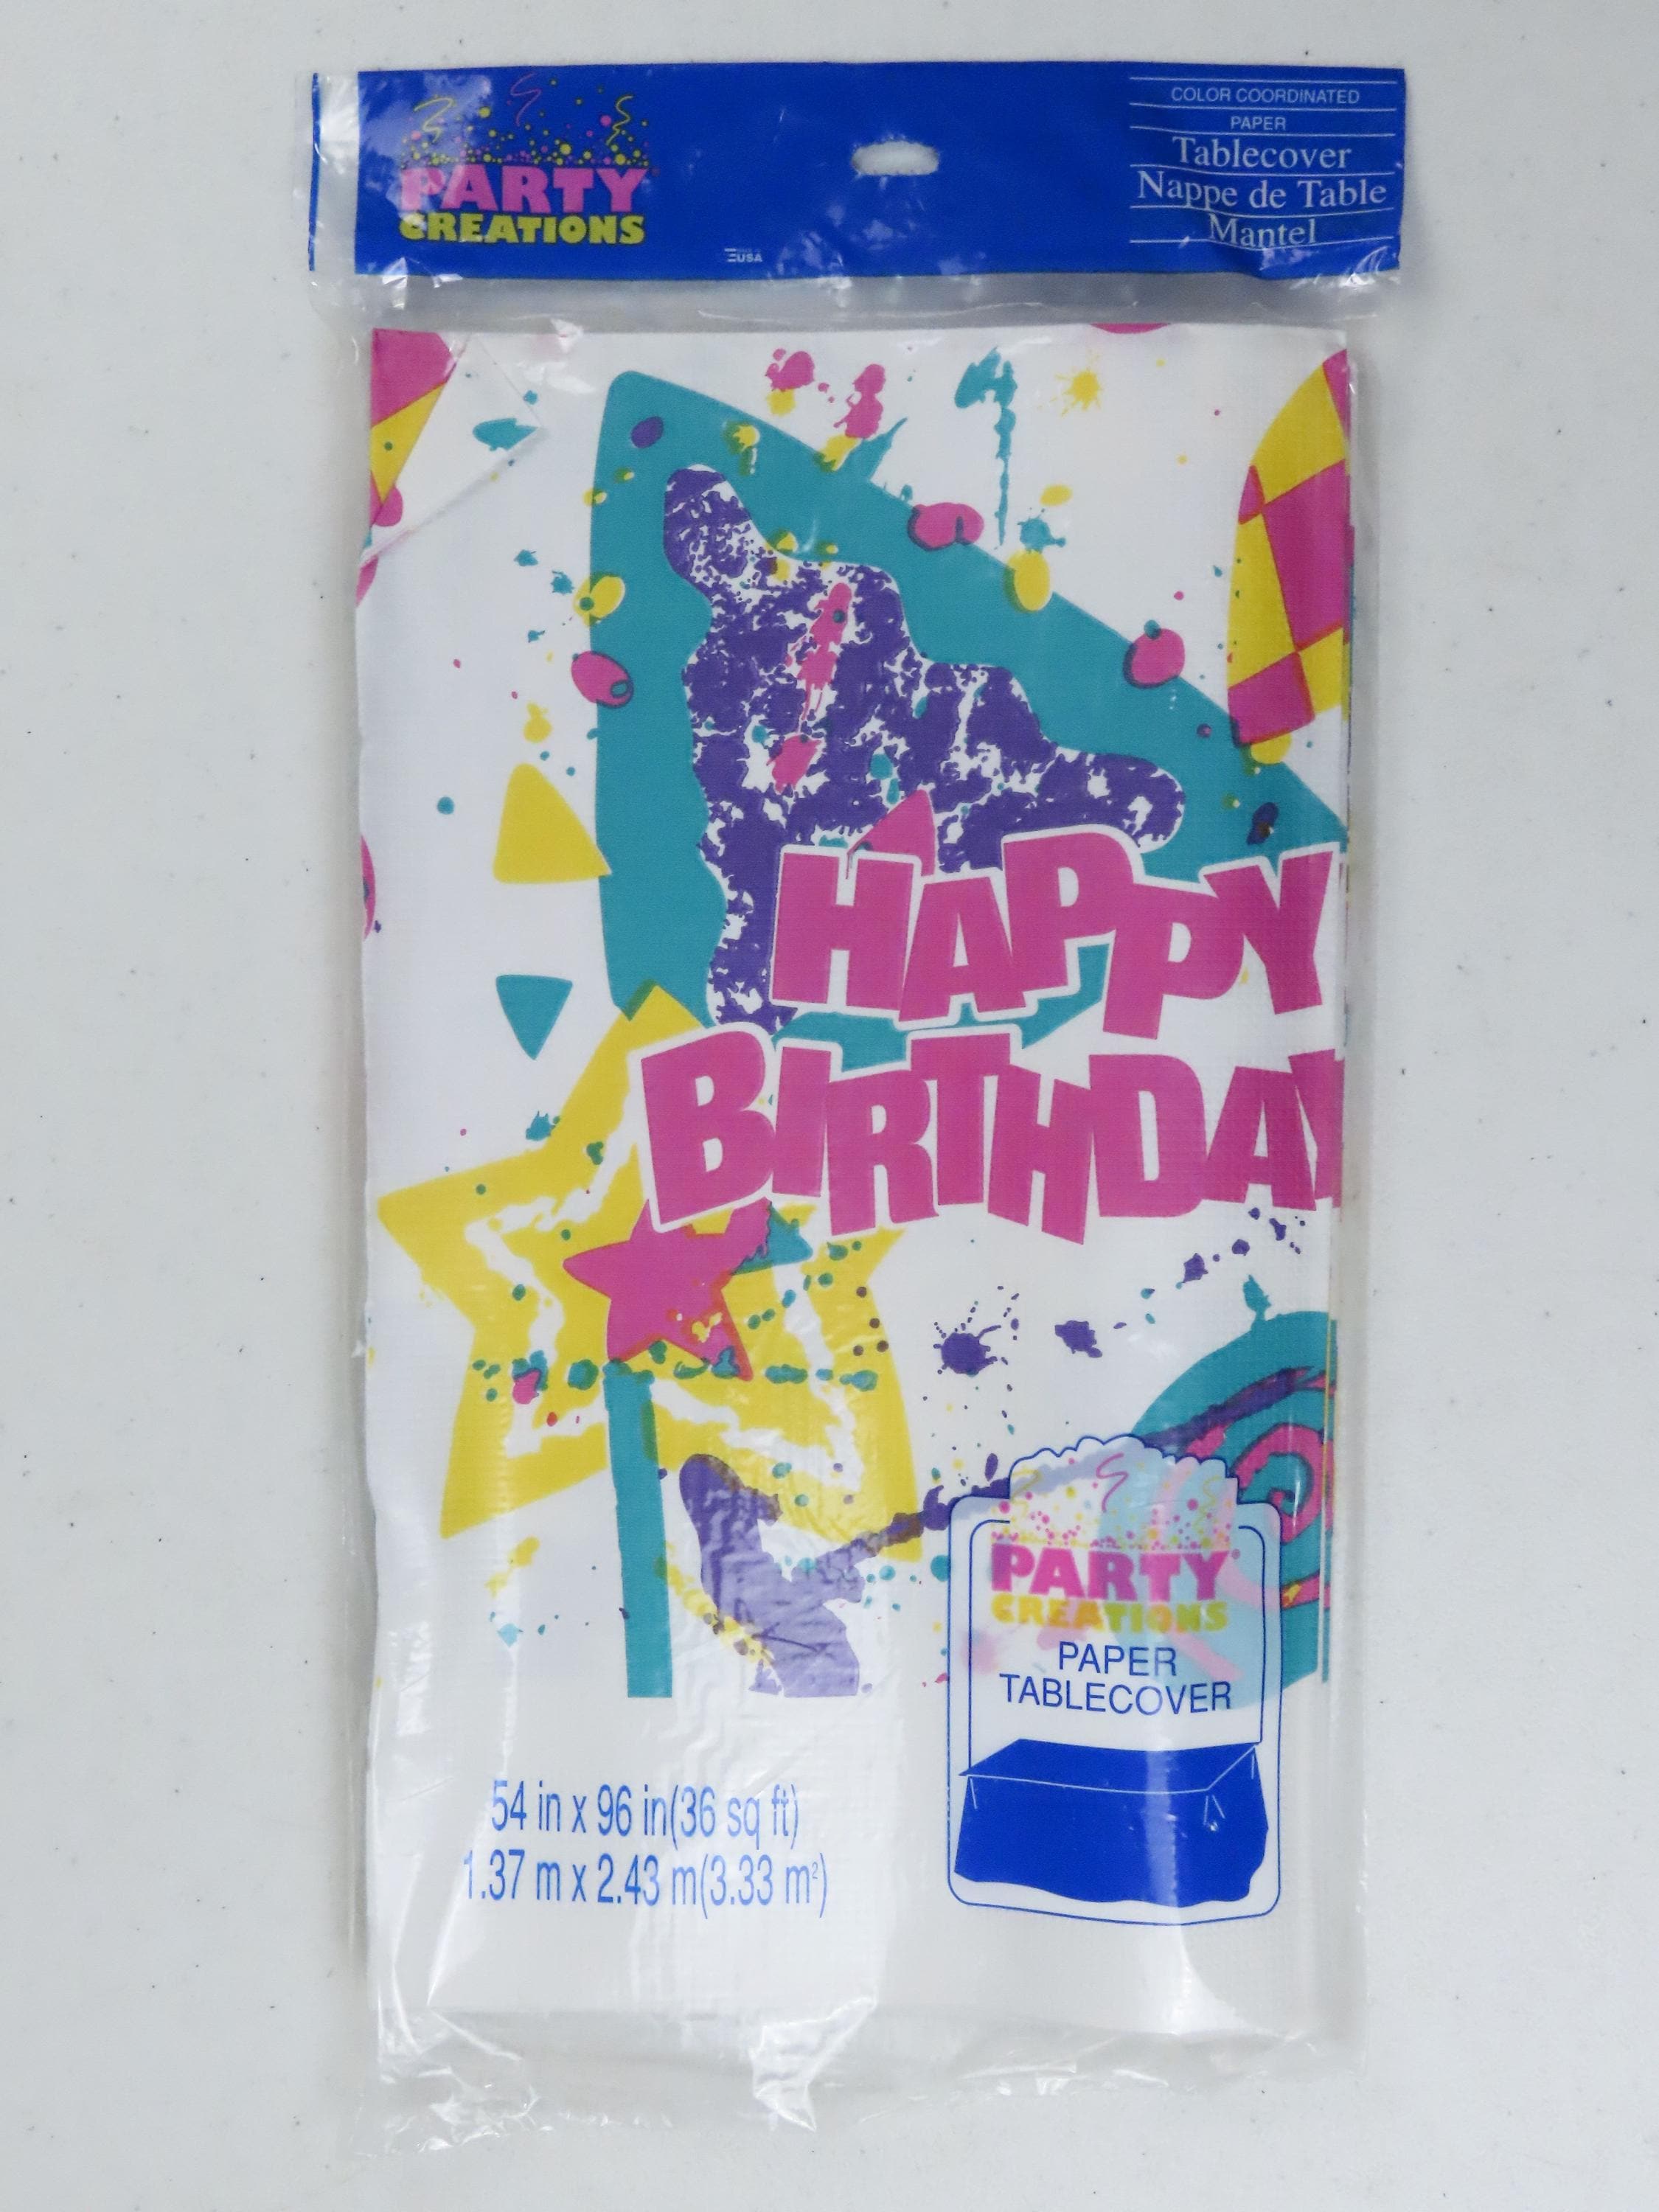 PARTY
CREATIONS
COLOR COORDINATED
PAPER
Tablecover
Nappe de Table
Mantel
USA
HAPPY
BIRTHDAY
PARTY
CREATIONS
PAPER
TABLECOVER
54 in x 96 in(36 sq ft)
1.37 m x 2.43 m(3.33 m²)